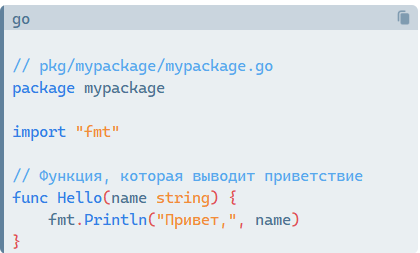 go
// pkg/mypackage/mypackage.go
package mypackage
import "fmt"
// Функция, которая выводит приветствие
func Hello(name string) {
    fmt.Println("Привет,", name)
}